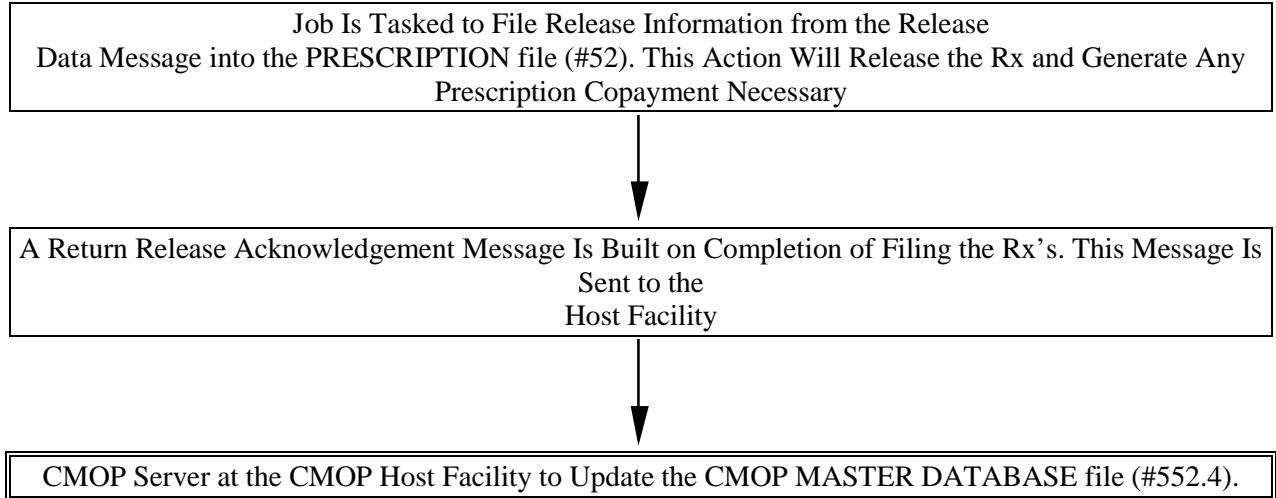 Job Is Tasked to File Release Information from the Release
Data Message into the PRESCRIPTION file (#52). This Action Will Release the Rx and Generate Any
Prescription Copayment Necessary
A Return Release Acknowledgement Message Is Built on Completion of Filing the Rx’s. This Message Is
Sent to the
Host Facility
CMOP Server at the CMOP Host Facility to Update the CMOP MASTER DATABASE file (#552.4).